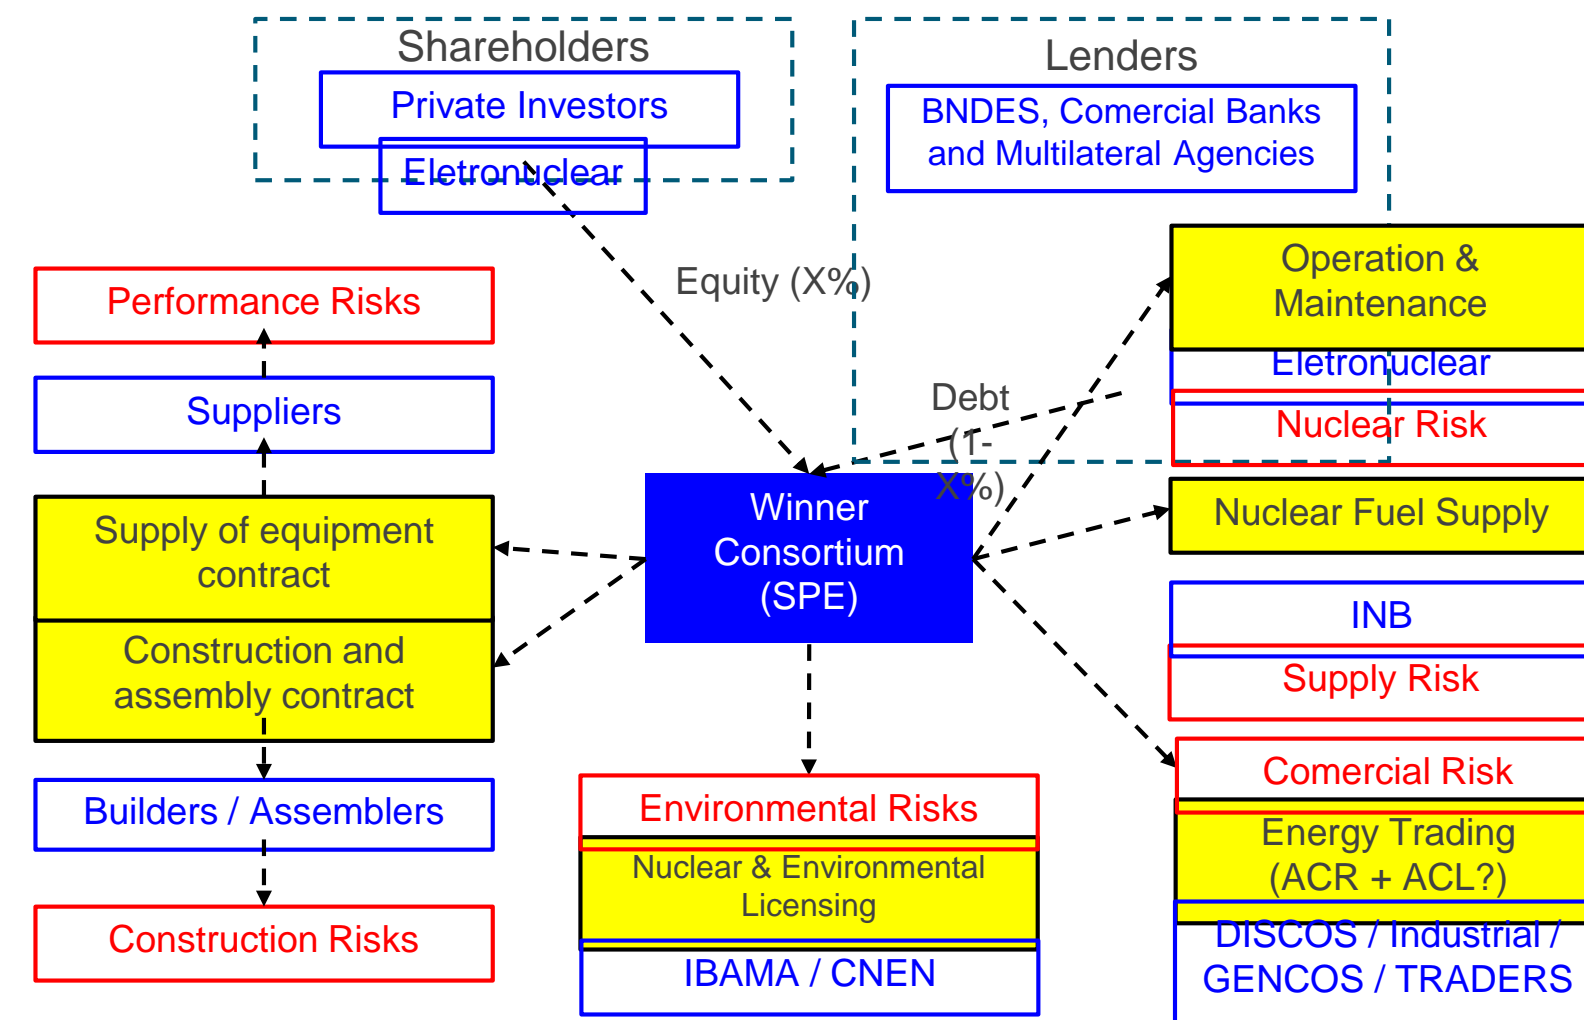 Shareholders
Private Investors
Eletronuclear
Lenders
BNDES, Comercial Banks
and Multilateral Agencies
Equity (X%)
Debt
(1-
X%)
Performance Risks
Suppliers
Supply of equipment
contract
Construction and
assembly contract
Builders / Assemblers
Construction Risks
Winner
Consortium
(SPE)
Environmental Risks
Nuclear & Environmental
Licensing
IBAMA / CNEN
Operation &
Maintenance
Eletronuclear
Nuclear Risk
Nuclear Fuel Supply
INB
Supply Risk
Comercial Risk
Energy Trading
(ACR + ACL?)
DISCOS / Industrial /
GENCOS / TRADERS